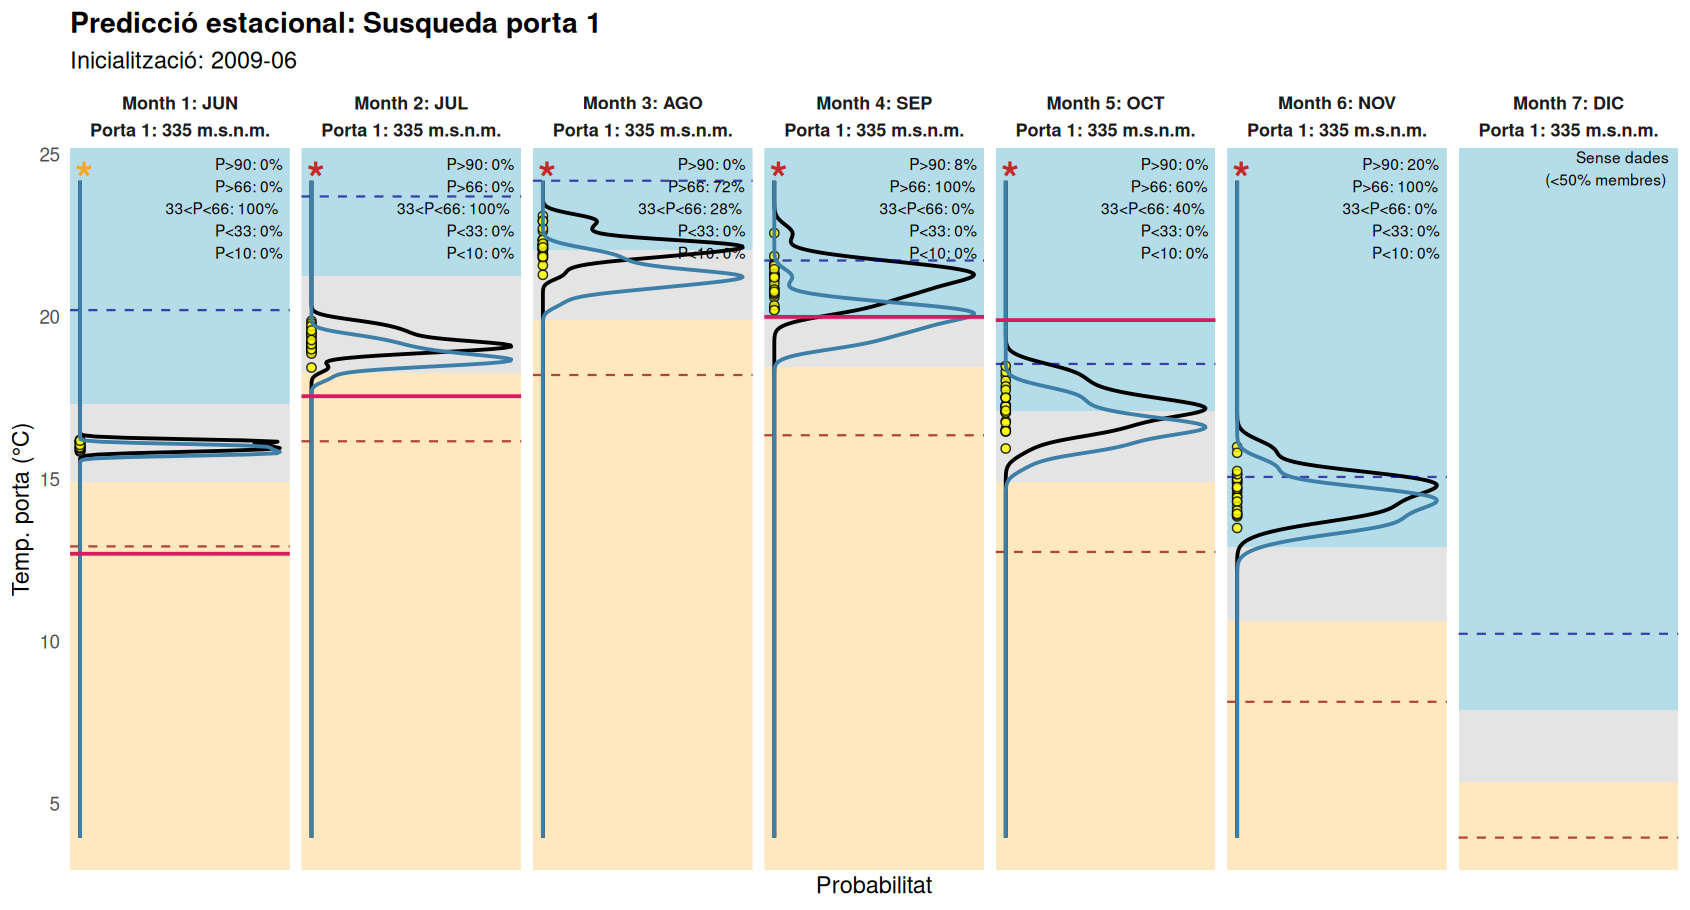 Predicció estacional: Susqueda porta 1
Inicialització: 2009-06
Month 1: JUN
Porta 1: 335 m.s.n.m.
Month 2: JUL
Porta 1: 335 m.s.n.m.
Month 3: AGO
Porta 1: 335 m.s.n.m.
Month 4: SEP
Porta 1: 335 m.s.n.m.
Month 5: OCT
Porta 1: 335 m.s.n.m.
Month 6: NOV
Porta 1: 335 m.s.n.m.
Month 7: DIC
Porta 1: 335 m.s.n.m.
Temp. porta (°C)
25
20
15
10
5
*
P>90: 0%
P>66: 0%
33<P<66: 100%
P<33: 0%
P<10: 0%
*
P>90: 0%
P>66: 0%
33<P<66: 100%
P<33: 0%
P<10: 0%
*
P>90: 0%
P>66: 72%
33<P<66: 28%
P<33: 0%
P<10: 0%
*
P>90: 8%
P>66: 100%
33<P<66: 0%
P<33: 0%
P<10: 0%
*
P>90: 0%
P>66: 60%
33<P<66: 40%
P<33: 0%
P<10: 0%
*
P>90: 20%
P>66: 100%
33<P<66: 0%
P<33: 0%
P<10: 0%
Sense dades
(<50% membres)
Probabilitat